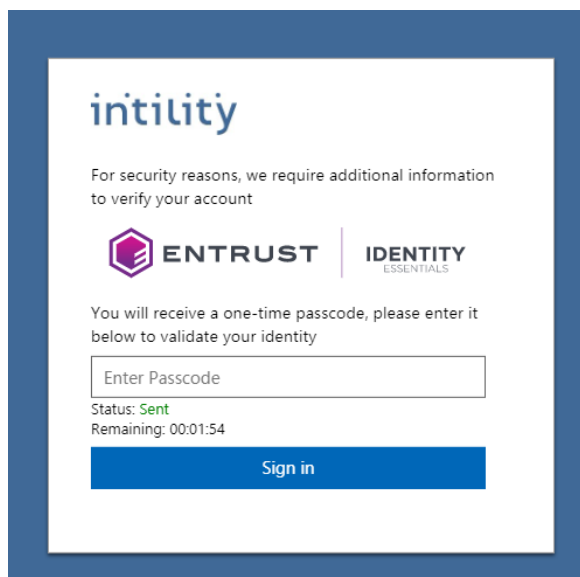 intility
For security reasons, we require additional information
to verify your account
ENTRUST IDENTITY
ESSENTIALS
You will receive a one-time passcode, please enter it
below to validate your identity
Enter Passcode
Status: Sent
Remaining: 00:01:54
Sign in